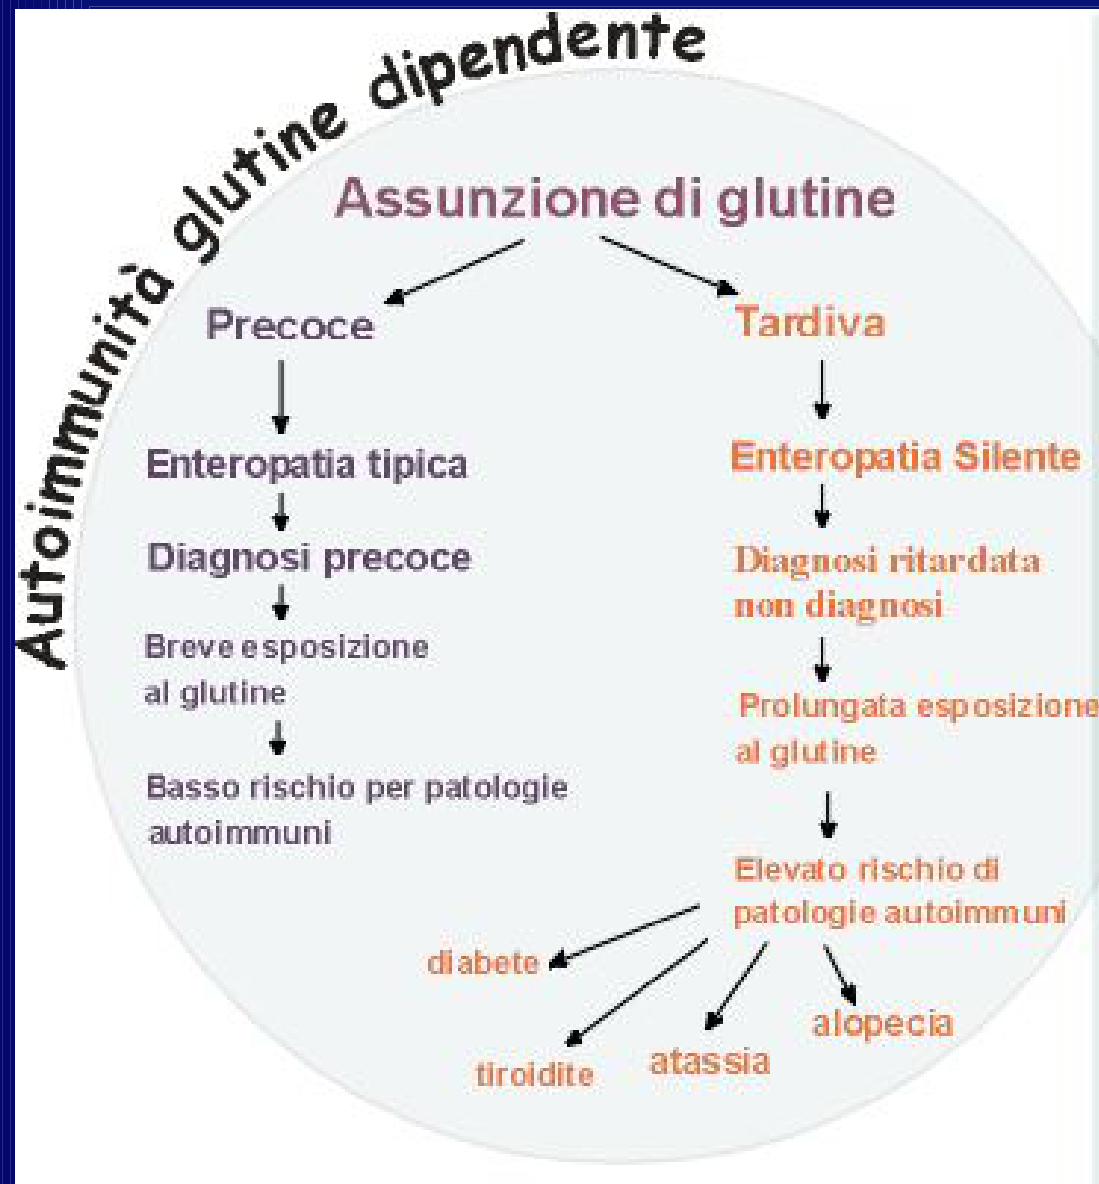 Autoimmunità glutine dipendente
Assunzione di glutine
Precoce
Tardiva
Enteropatia tipica
Enteropatia Silente
Diagnosi precoce
Diagnosi ritardata
non diagnosi
Breve esposizione
al glutine
Prolungata esposizione
al glutine
Basso rischio per patologie
autoimmuni
Elevato rischio di
patologie autoimmuni
diabete
tiroidite
atassia
alopecia